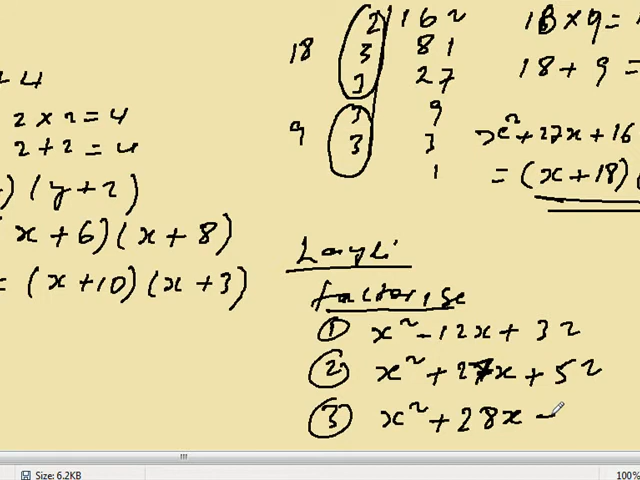 + 4
2 × 2 = 4
2 + 2 = 4
) (y + 2)
(x + 6)(x + 8)
= (x + 10)(x + 3)
18
9
2 | 162
3 | 81
3 | 27
3 | 9
3 | 3
1
18 × 9 =
18 + 9 =
x² + 27x + 16
= (x + 18)(
Layli
factorise
① x² - 12x + 32
② x² + 27x + 52
③ x² + 28x -
Size: 6.2KB